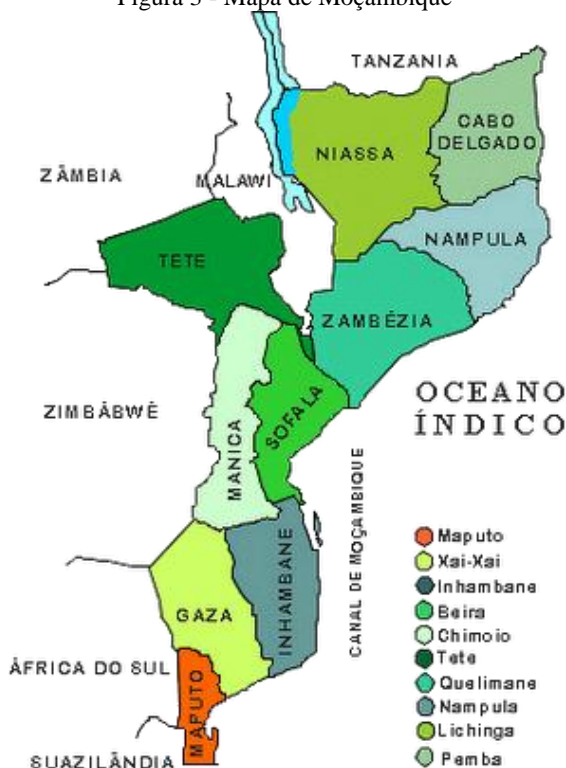 Figura 3 - Mapa de Moçambique
TANZANIA
CABO
DELGADO
NIASSA
ZÂMBIA
MALAWI
NAMPULA
TETE
ZAMBÉZIA
OCEANO
ÍNDICO
ZIMBÁBWÉ
SOFALA
MANICA
CANAL DE MOÇAMBIQUE
INHAMBANE
GAZA
ÁFRICA DO SUL
MAPUTO
SUAZILÂNDIA
Maputo
Xai-Xai
Inhambane
Beira
Chimoio
Tete
Quelimane
Nampula
Lichinga
Pemba